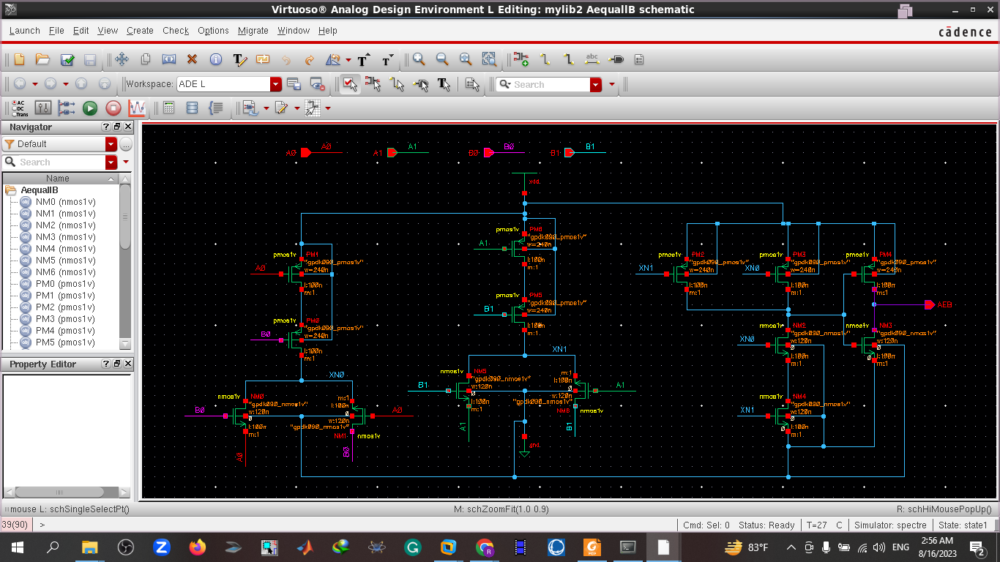 Virtuoso® Analog Design Environment L Editing: mylib2 AequallB schematic
Launch File Edit View Create Check Options Migrate Window Help
cādence
Workspace: ADE L
Search
AC
DC
Trans
Navigator
Default
Search
Name
AequallB
NM0 (nmos1v)
NM1 (nmos1v)
NM2 (nmos1v)
NM3 (nmos1v)
NM4 (nmos1v)
NM5 (nmos1v)
NM6 (nmos1v)
PM0 (pmos1v)
PM1 (pmos1v)
PM2 (pmos1v)
PM3 (pmos1v)
PM4 (pmos1v)
PM5 (pmos1v)
Property Editor
A0 A0 A1 A1 B0 B0 B1 B1
vdd
pmos1v
A1
"gpdk090_pmos1v"
w=240n
l:100n
m:1
pmos1v PM1
"gpdk090_pmos1v"
A0 w=240n
l:100n
m:1
XN1 pmos1v PM2
"gpdk090_pmos1v"
w=240n
l:100n
m:1
XN0 pmos1v PM3
"gpdk090_pmos1v"
w=240n
l:100n
m:1
pmos1v PM4
"gpdk090_pmos1v"
w=240n
l:100n
m:1
AEB
pmos1v
B1
"gpdk090_pmos1v"
w=240n
l:100n
m:1
pmos1v PM0
"gpdk090_pmos1v"
B0 w=240n
l:100n
m:1
nmos1v NM2
"gpdk090_nmos1v"
XN0 w:120n
l:100n
m:1
nmos1v NM3
"gpdk090_nmos1v"
w:120n
l:100n
m:1
XN1
XN0
nmos1v NM5
"gpdk090_nmos1v"
B1 w:120n
l:100n
m:1
A1
m:1
l:100n
w:120n
"gpdk090_nmos1v"
NM6 nmos1v
A1
B1
gnd
nmos1v NM0
"gpdk090_nmos1v"
B0 w:120n
l:100n
m:1
A0
m:1
l:100n
w:120n
"gpdk090_nmos1v"
NM1 nmos1v
A0
B0
nmos1v NM4
"gpdk090_nmos1v"
XN1 w:120n
l:100n
m:1
mouse L: schSingleSelectPt() M: schZoomFit(1.0 0.9) R: schHiMousePopUp()
39(90) > Cmd: Sel: 0 Status: Ready T=27 C Simulator: spectre State: state1
83°F ENG 2:56 AM
8/16/2023
2